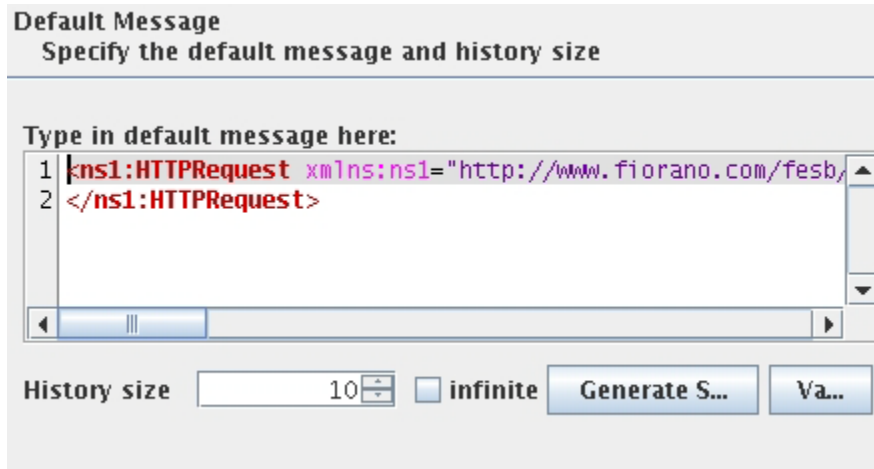 Default Message
Specify the default message and history size
Type in default message here:
1 <ns1:HTTPRequest xmlns:ns1="http://www.fiorano.com/fesb/
2 </ns1:HTTPRequest>
History size 10 infinite Generate S... Va...